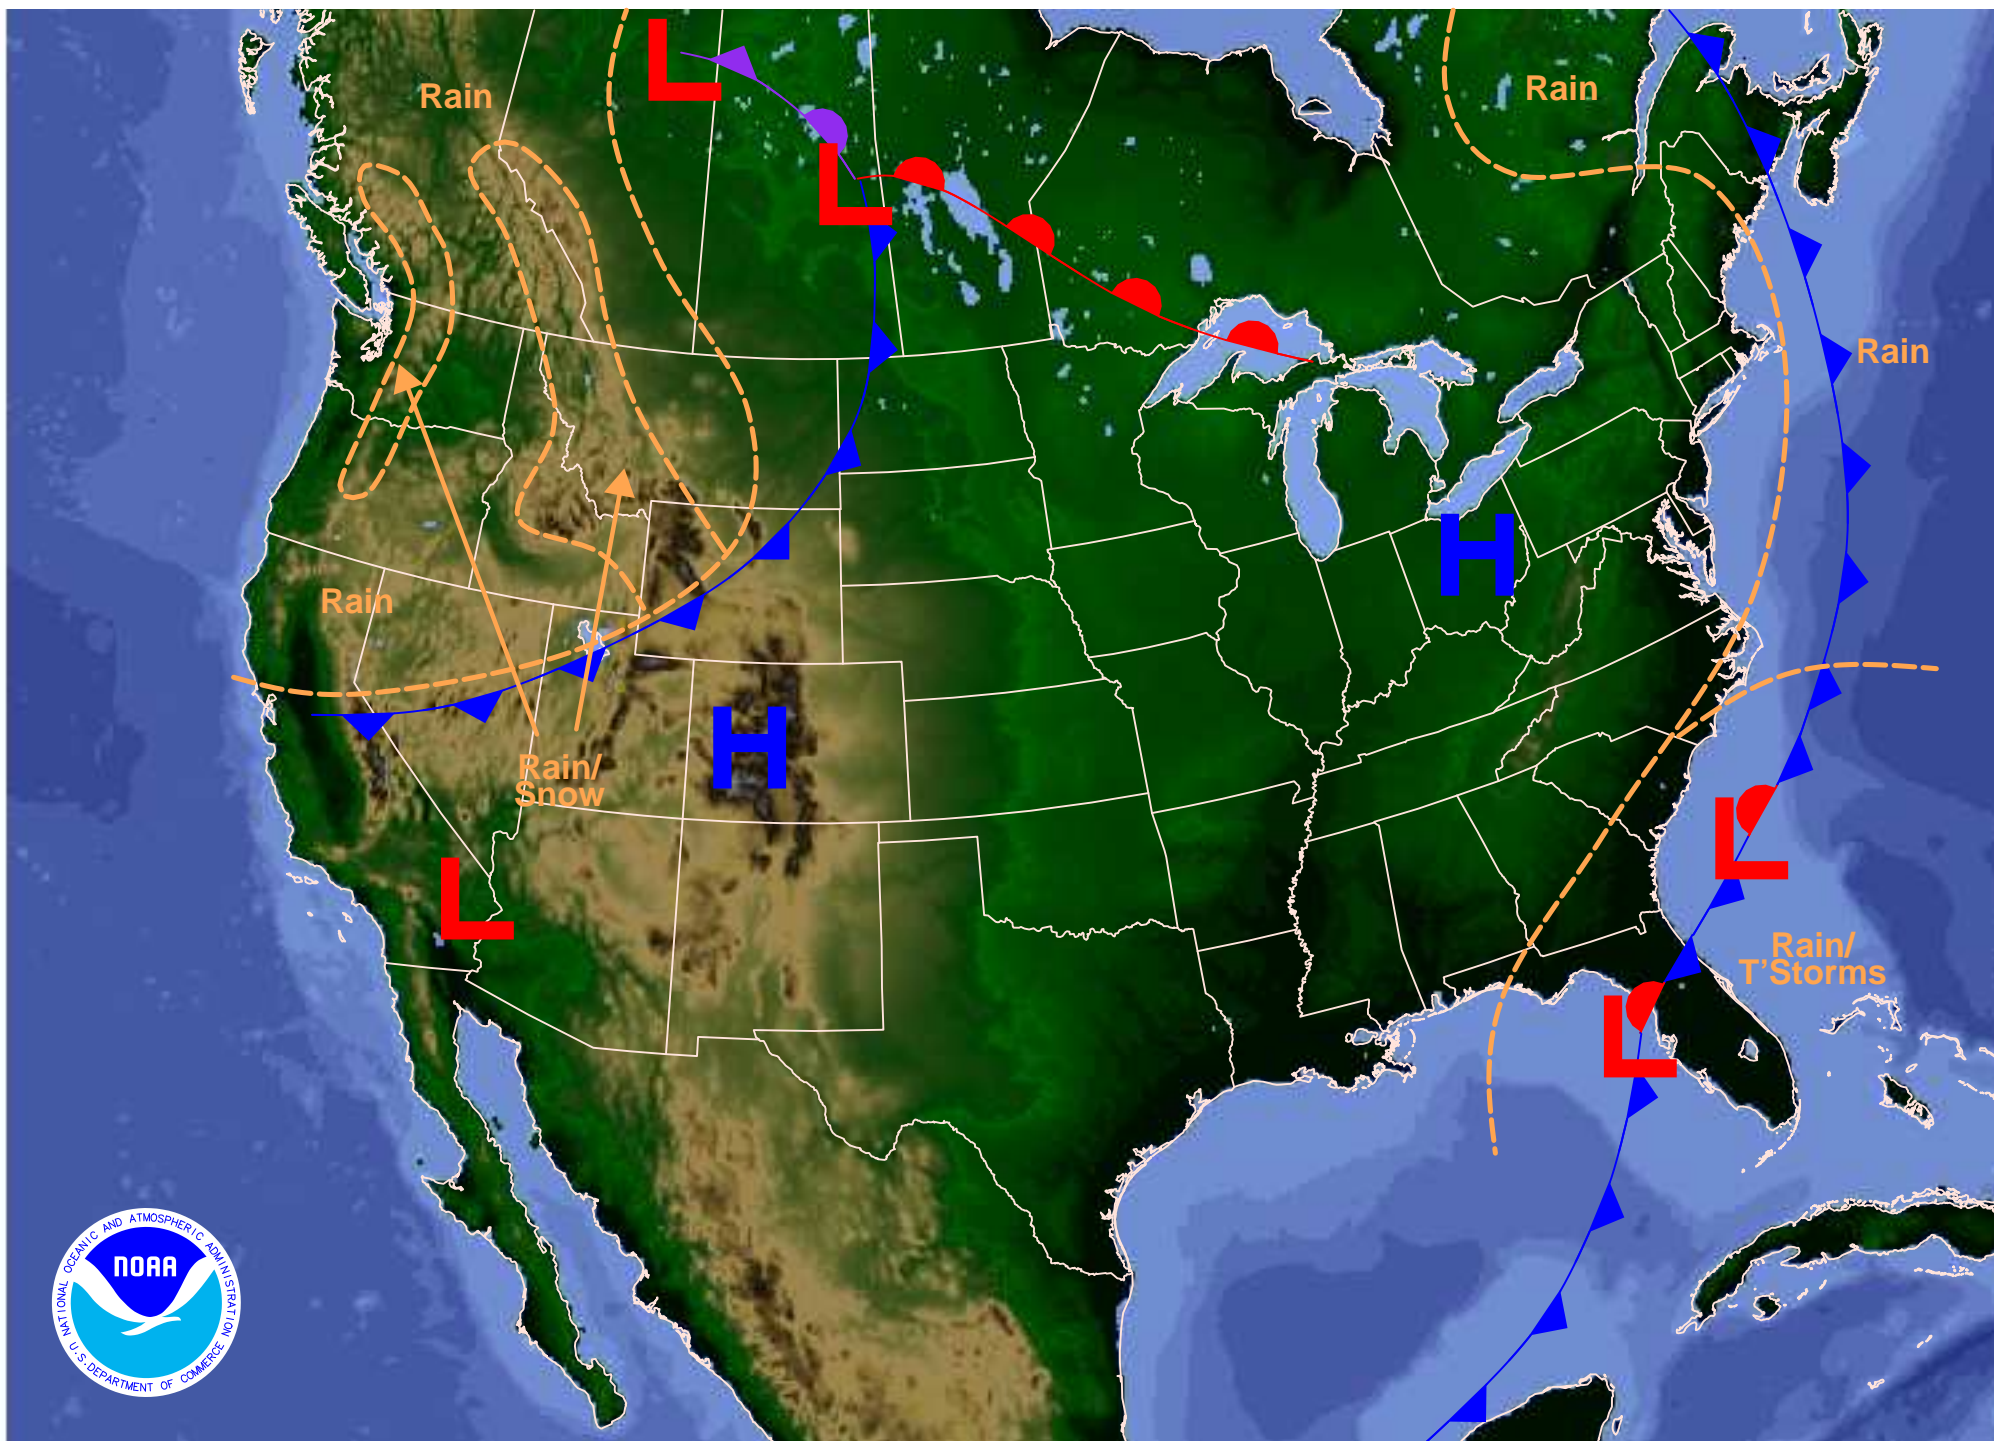 L
Rain
Rain
L
Rain
H
Rain
H
Rain/
Snow
L
L
Rain/
T'Storms
L
NATIONAL OCEANIC AND ATMOSPHERIC ADMINISTRATION
NOAA
U.S. DEPARTMENT OF COMMERCE